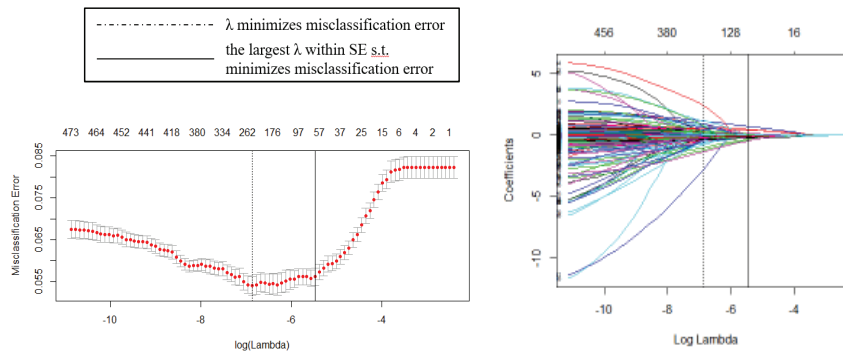 λ minimizes misclassification error
the largest λ within SE s.t.
minimizes misclassification error
473 464 452 441 418 380 334 262 176 97 57 37 25 15 6 4 2 1
Misclassification Error
0.085
0.075
0.065
0.055
-10 -8 -6 -4
log(Lambda)
456 380 128 16
Coefficients
5
0
-5
-10
-10 -8 -6 -4
Log Lambda